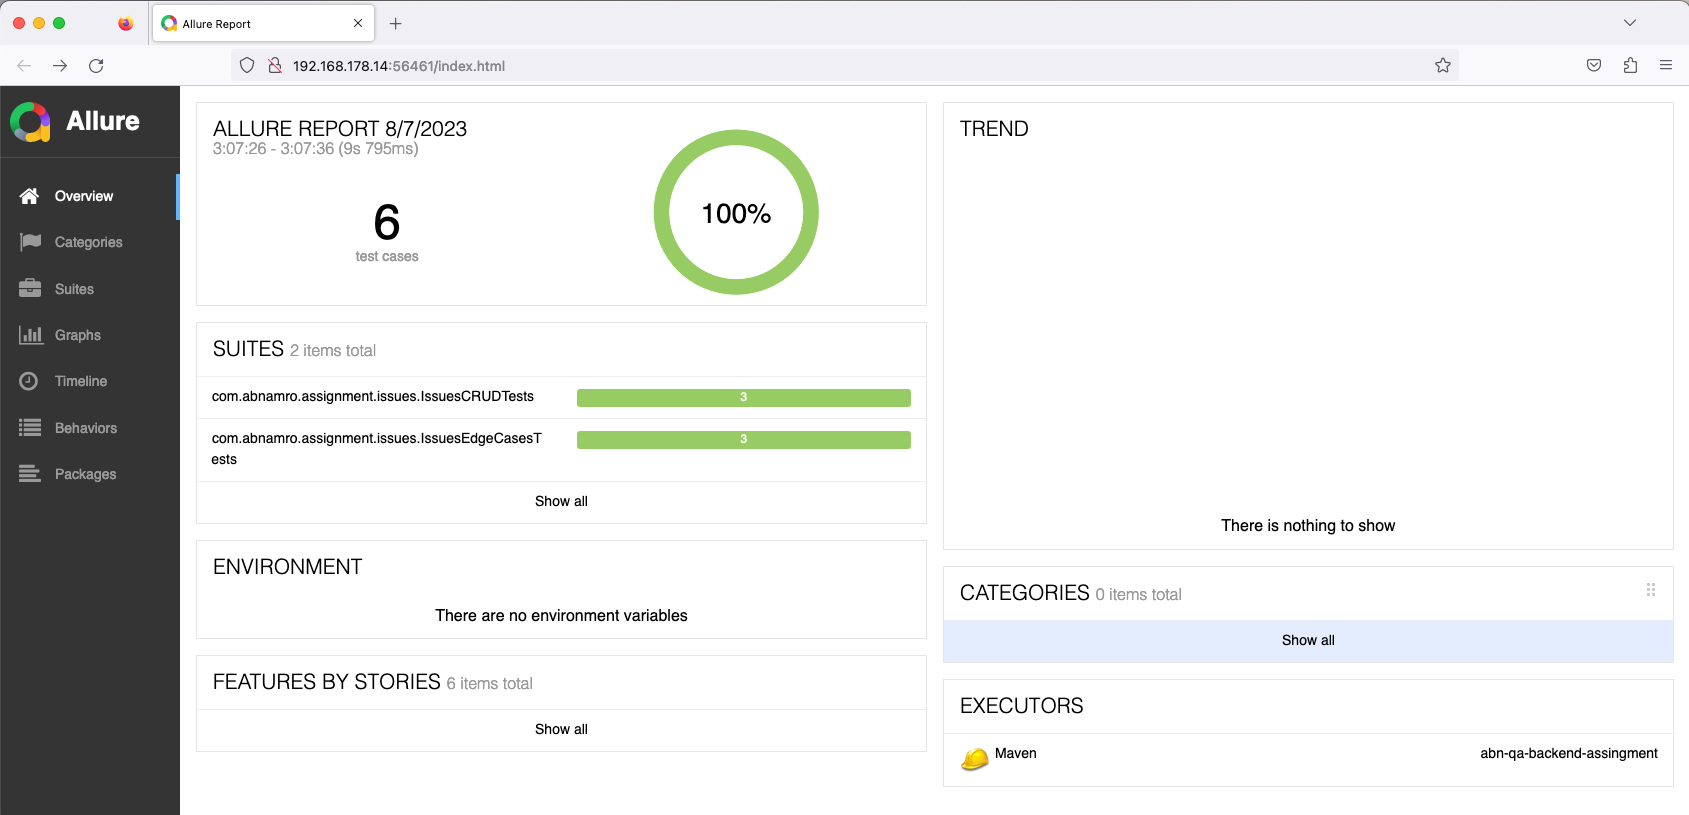 Allure Report
192.168.178.14:56461/index.html
Allure
Overview
Categories
Suites
Graphs
Timeline
Behaviors
Packages
ALLURE REPORT 8/7/2023
3:07:26 - 3:07:36 (9s 795ms)
6
test cases
100%
SUITES 2 items total
com.abnamro.assignment.issues.IssuesCRUDTests 3
com.abnamro.assignment.issues.IssuesEdgeCasesT 3
ests
Show all
ENVIRONMENT
There are no environment variables
FEATURES BY STORIES 6 items total
Show all
TREND
There is nothing to show
CATEGORIES 0 items total
Show all
EXECUTORS
Maven abn-qa-backend-assingment